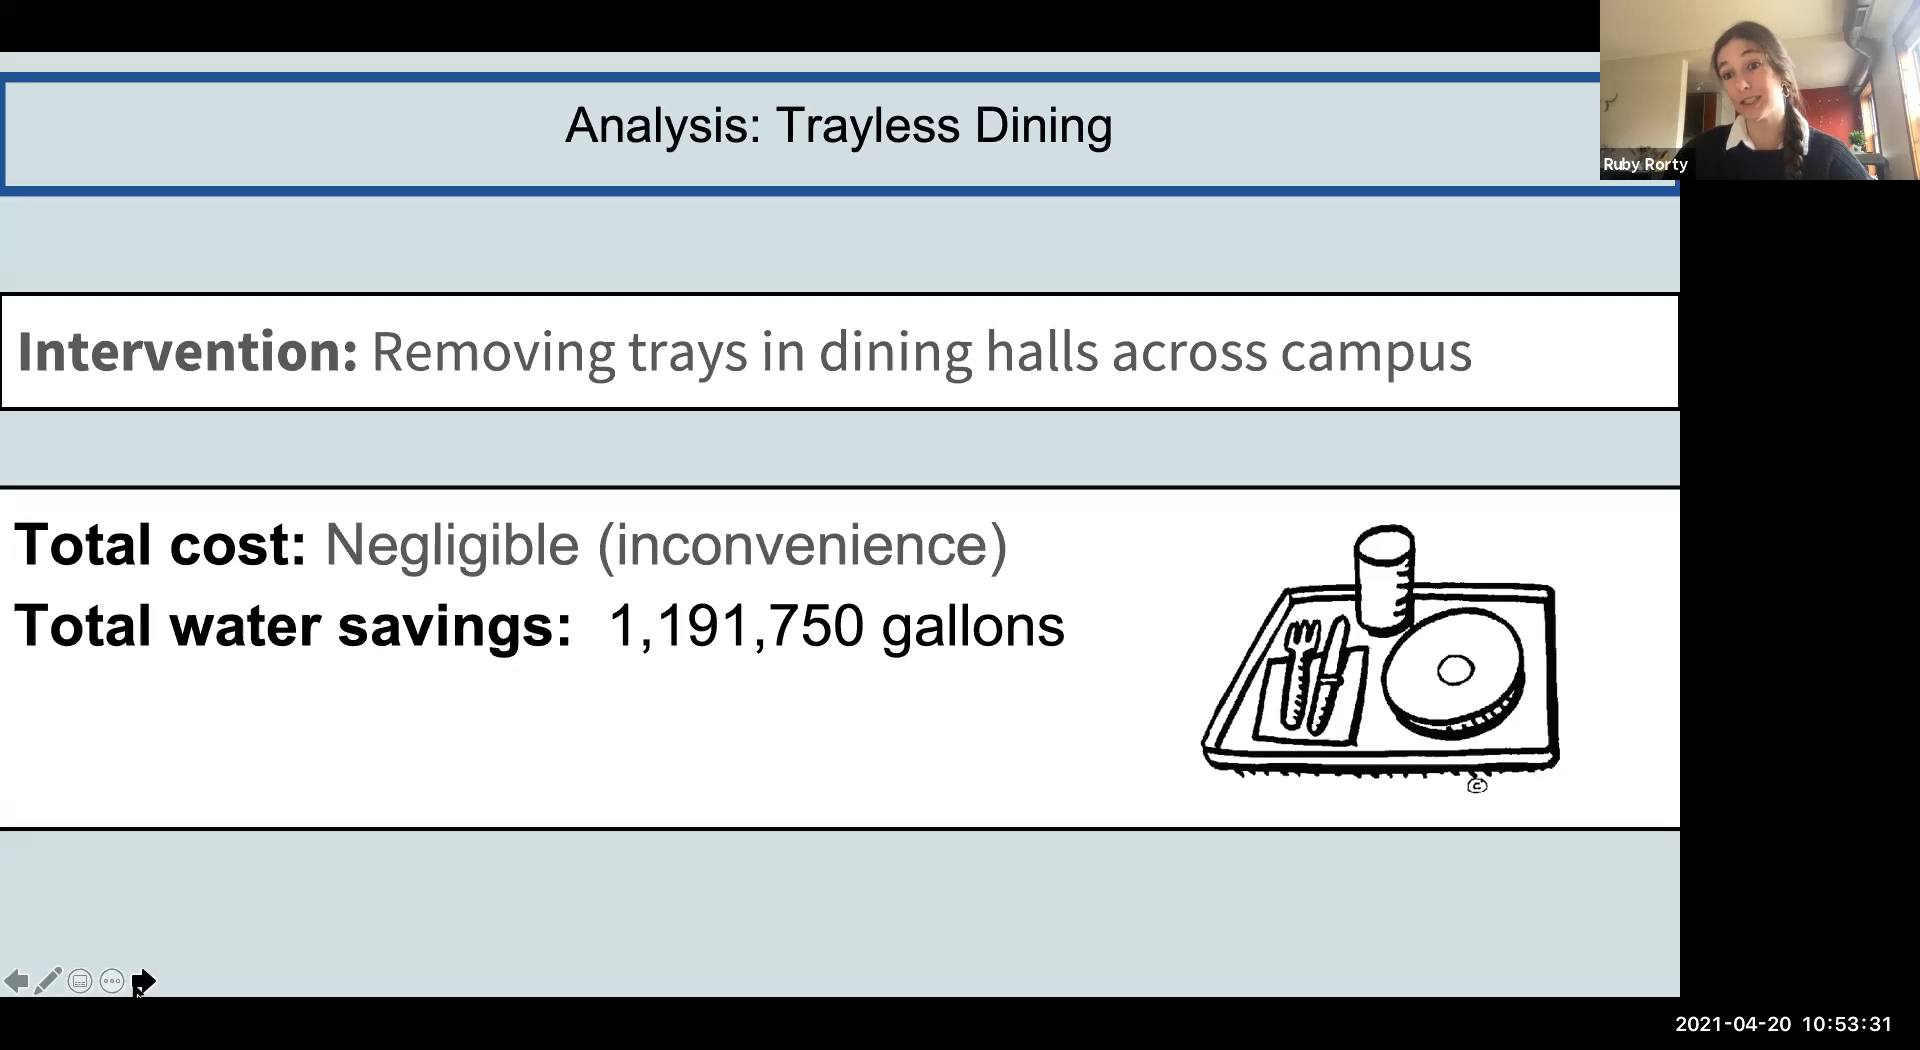 Analysis: Trayless Dining
Ruby Rorty
Intervention: Removing trays in dining halls across campus
Total cost: Negligible (inconvenience)
Total water savings: 1,191,750 gallons
©
2021-04-20 10:53:31